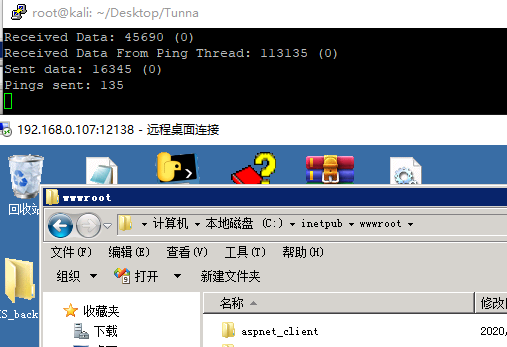 root@kali: ~/Desktop/Tunna
Received Data: 45690 (0)
Received Data From Ping Thread: 113135 (0)
Sent data: 16345 (0)
Pings sent: 135
192.168.0.107:12138 - 远程桌面连接
回收站
wwwroot
计算机 本地磁盘 (C:) inetpub wwwroot
文件(F) 编辑(E) 查看(V) 工具(T) 帮助(H)
组织 打开 新建文件夹
IS_back
收藏夹
下载
名称 修改日
aspnet_client 2020/